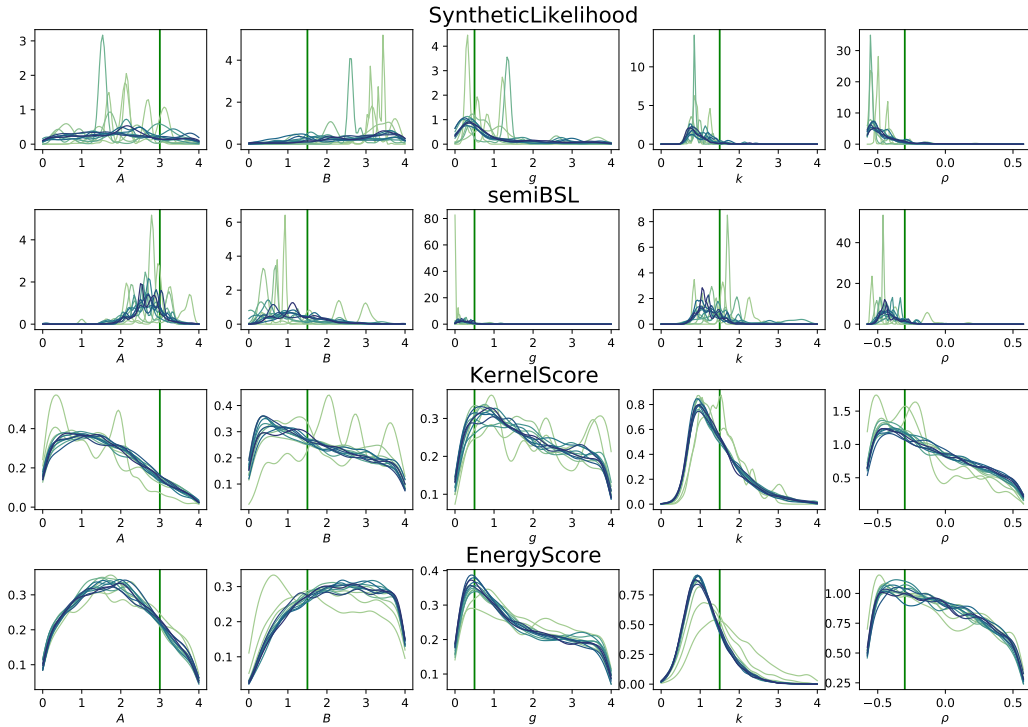 SyntheticLikelihood
3
2
1
0
0 1 2 3 4
A
4
2
0
0 1 2 3 4
B
4
3
2
1
0
0 1 2 3 4
g
10
5
0
0 1 2 3 4
k
30
20
10
0
−0.5 0.0 0.5
ρ
semiBSL
4
2
0
0 1 2 3 4
A
6
4
2
0
0 1 2 3 4
B
80
60
40
20
0
0 1 2 3 4
g
8
6
4
2
0
0 1 2 3 4
k
40
20
0
−0.5 0.0 0.5
ρ
KernelScore
0.4
0.2
0.0
0 1 2 3 4
A
0.4
0.3
0.2
0.1
0 1 2 3 4
B
0.3
0.2
0.1
0 1 2 3 4
g
0.8
0.6
0.4
0.2
0.0
0 1 2 3 4
k
1.5
1.0
0.5
−0.5 0.0 0.5
ρ
EnergyScore
0.3
0.2
0.1
0 1 2 3 4
A
0.3
0.2
0.1
0 1 2 3 4
B
0.4
0.3
0.2
0.1
0 1 2 3 4
g
0.75
0.50
0.25
0.00
0 1 2 3 4
k
1.00
0.75
0.50
0.25
−0.5 0.0 0.5
ρ